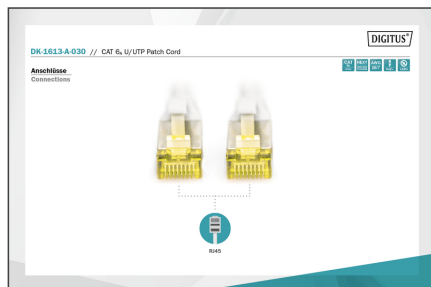 DIGITUS®
DK-1613-A-030 // CAT 6A U/UTP Patch Cord
Anschlüsse
Connections
RJ45